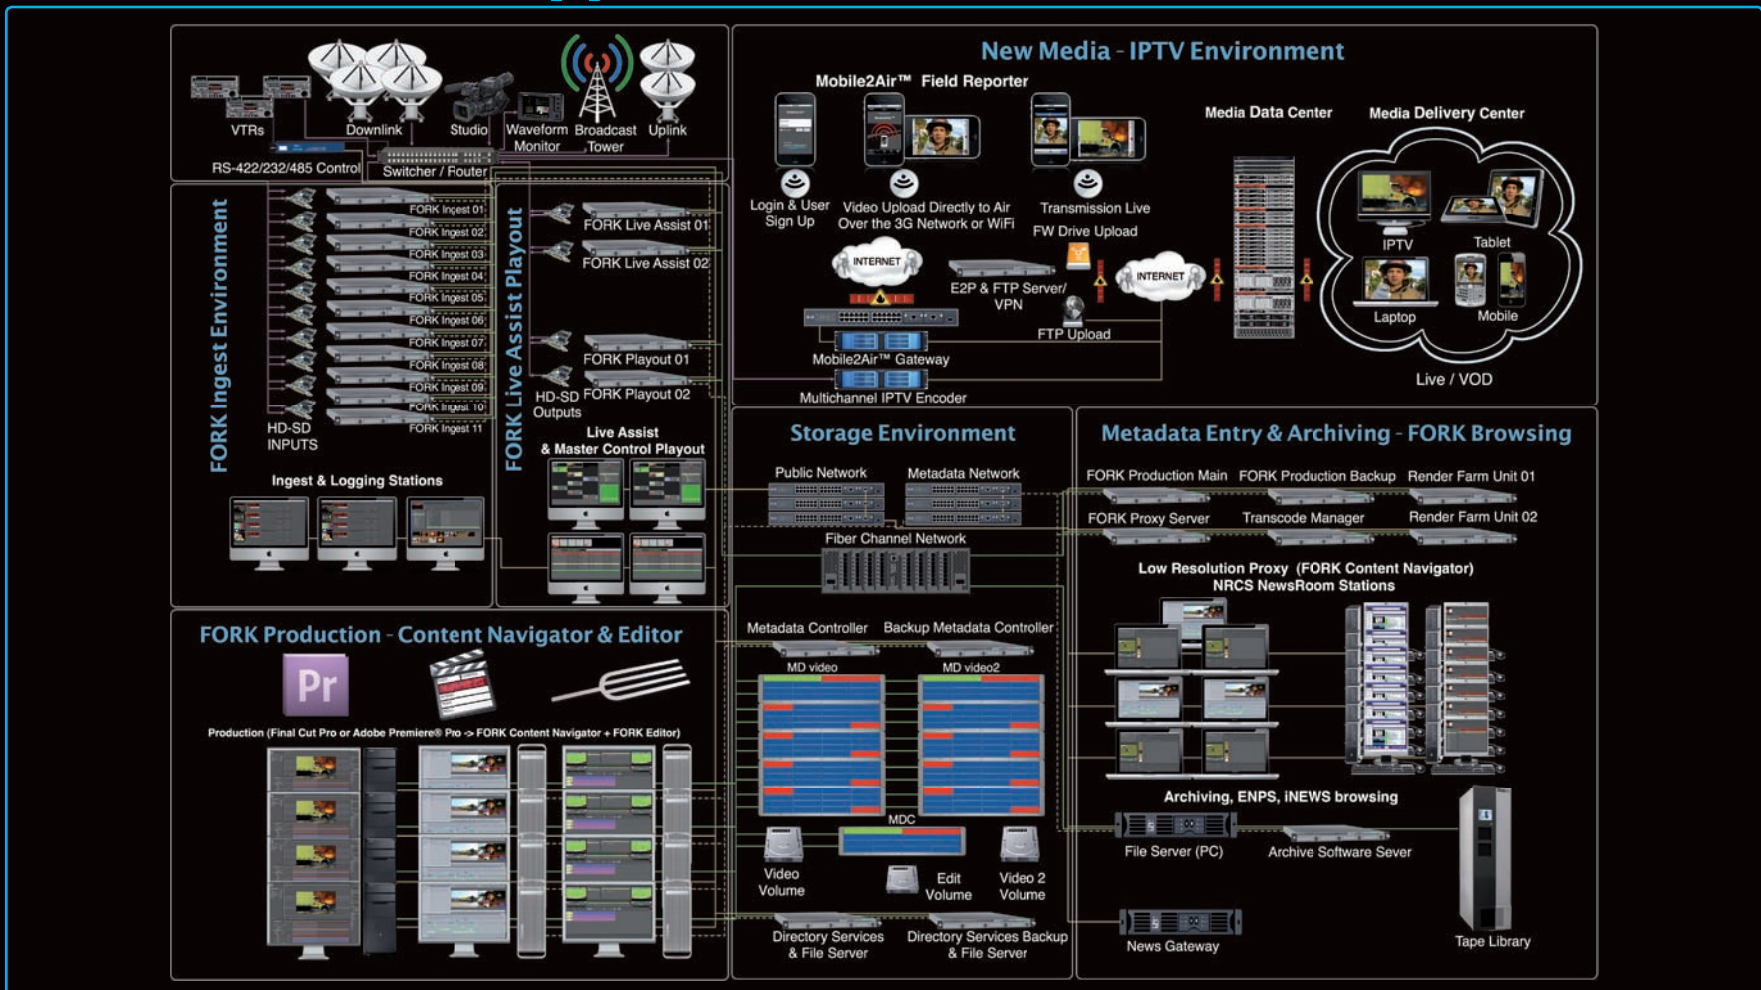 VTRs
Downlink
Studio
Waveform
Monitor
Broadcast
Tower
Uplink
RS-422/232/485 Control
Switcher / Router
FORK Ingest Environment
FORK Ingest 01
FORK Ingest 02
FORK Ingest 03
FORK Ingest 04
FORK Ingest 05
FORK Ingest 06
FORK Ingest 07
FORK Ingest 08
FORK Ingest 09
FORK Ingest 10
FORK Ingest 11
HD-SD
INPUTS
Ingest & Logging Stations
FORK Live Assist Playout
FORK Live Assist 01
FORK Live Assist 02
FORK Playout 01
FORK Playout 02
HD-SD
Outputs
Live Assist
& Master Control Playout
New Media - IPTV Environment
Mobile2Air™ Field Reporter
Login & User
Sign Up
Video Upload Directly to Air
Over the 3G Network or WiFi
Transmission Live
FW Drive Upload
INTERNET
E2P & FTP Server/
VPN
INTERNET
FTP Upload
Mobile2Air™ Gateway
Multichannel IPTV Encoder
Media Data Center
Media Delivery Center
IPTV
Tablet
Laptop
Mobile
Live / VOD
FORK Production - Content Navigator & Editor
Pr
Production (Final Cut Pro or Adobe Premiere® Pro -> FORK Content Navigator + FORK Editor)
Storage Environment
Public Network
Metadata Network
Fiber Channel Network
Metadata Controller
Backup Metadata Controller
MD video
MD video2
MDC
Video
Volume
Edit
Volume
Video 2
Volume
Directory Services
& File Server
Directory Services Backup
& File Server
Metadata Entry & Archiving - FORK Browsing
FORK Production Main
FORK Production Backup
Render Farm Unit 01
FORK Proxy Server
Transcode Manager
Render Farm Unit 02
Low Resolution Proxy (FORK Content Navigator)
NRCS NewsRoom Stations
Archiving, ENPS, iNEWS browsing
File Server (PC)
Archive Software Sever
News Gateway
Tape Library